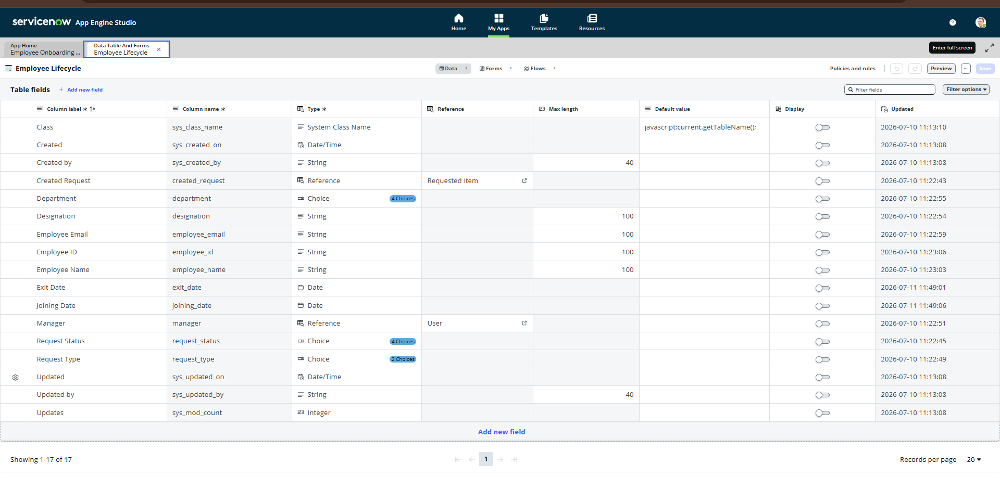 servicenow App Engine Studio
Home
My Apps
Templates
Resources
App Home
Employee Onboarding ...
Data Table And Forms
Employee Lifecycle
Enter full screen
Employee Lifecycle
Data
Forms
Flows
Policies and rules
Preview
Save
Table fields
+ Add new field
Filter fields
Filter options
Column label * Column name * Type * Reference Max length Default value Display Updated
Class sys_class_name System Class Name javascript:current.getTableName(); 2026-07-10 11:13:10
Created sys_created_on Date/Time 2026-07-10 11:13:08
Created by sys_created_by String 40 2026-07-10 11:13:08
Created Request created_request Reference Requested Item 2026-07-10 11:22:43
Department department Choice 4 Choices 2026-07-10 11:22:55
Designation designation String 100 2026-07-10 11:22:54
Employee Email employee_email String 100 2026-07-10 11:22:59
Employee ID employee_id String 100 2026-07-10 11:23:06
Employee Name employee_name String 100 2026-07-10 11:23:03
Exit Date exit_date Date 2026-07-11 11:49:01
Joining Date joining_date Date 2026-07-11 11:49:06
Manager manager Reference User 2026-07-10 11:22:51
Request Status request_status Choice 4 Choices 2026-07-10 11:22:45
Request Type request_type Choice 2 Choices 2026-07-10 11:22:49
Updated sys_updated_on Date/Time 2026-07-10 11:13:08
Updated by sys_updated_by String 40 2026-07-10 11:13:08
Updates sys_mod_count Integer 2026-07-10 11:13:08
Add new field
Showing 1-17 of 17
1
Records per page 20